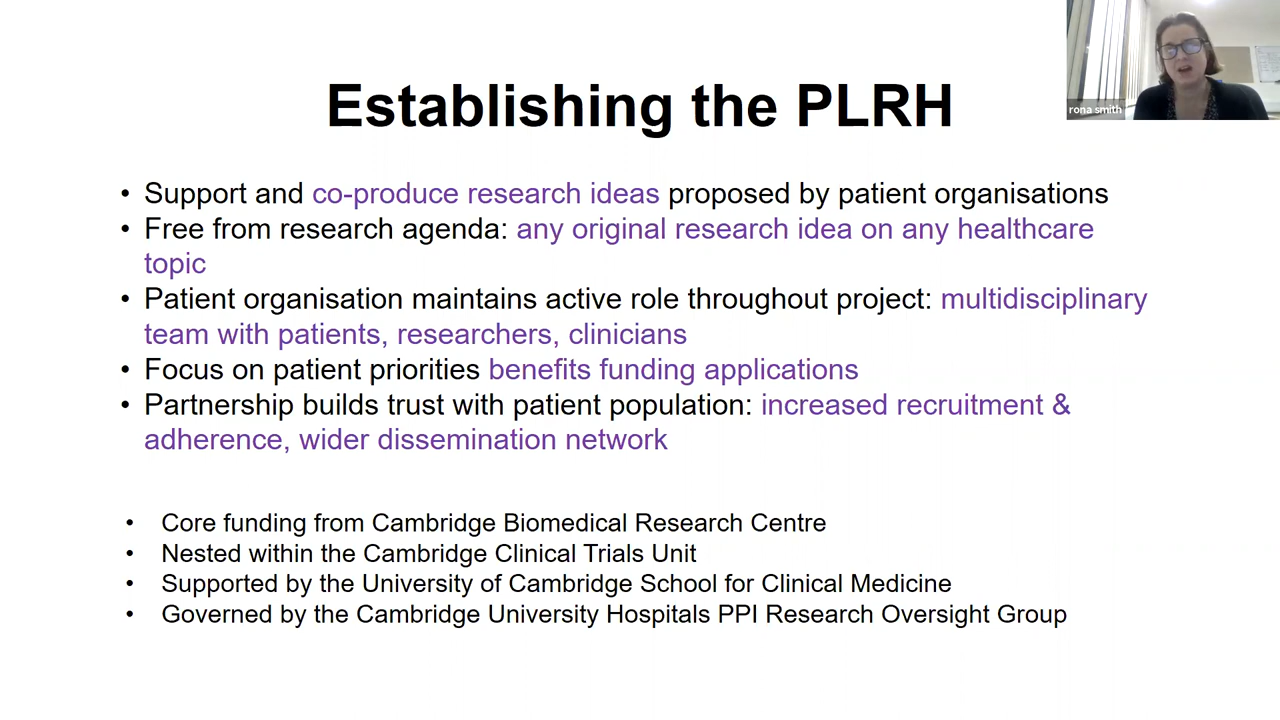 Establishing the PLRH
rona smith
• Support and co-produce research ideas proposed by patient organisations
• Free from research agenda: any original research idea on any healthcare
topic
• Patient organisation maintains active role throughout project: multidisciplinary
team with patients, researchers, clinicians
• Focus on patient priorities benefits funding applications
• Partnership builds trust with patient population: increased recruitment &
adherence, wider dissemination network
• Core funding from Cambridge Biomedical Research Centre
• Nested within the Cambridge Clinical Trials Unit
• Supported by the University of Cambridge School for Clinical Medicine
• Governed by the Cambridge University Hospitals PPI Research Oversight Group